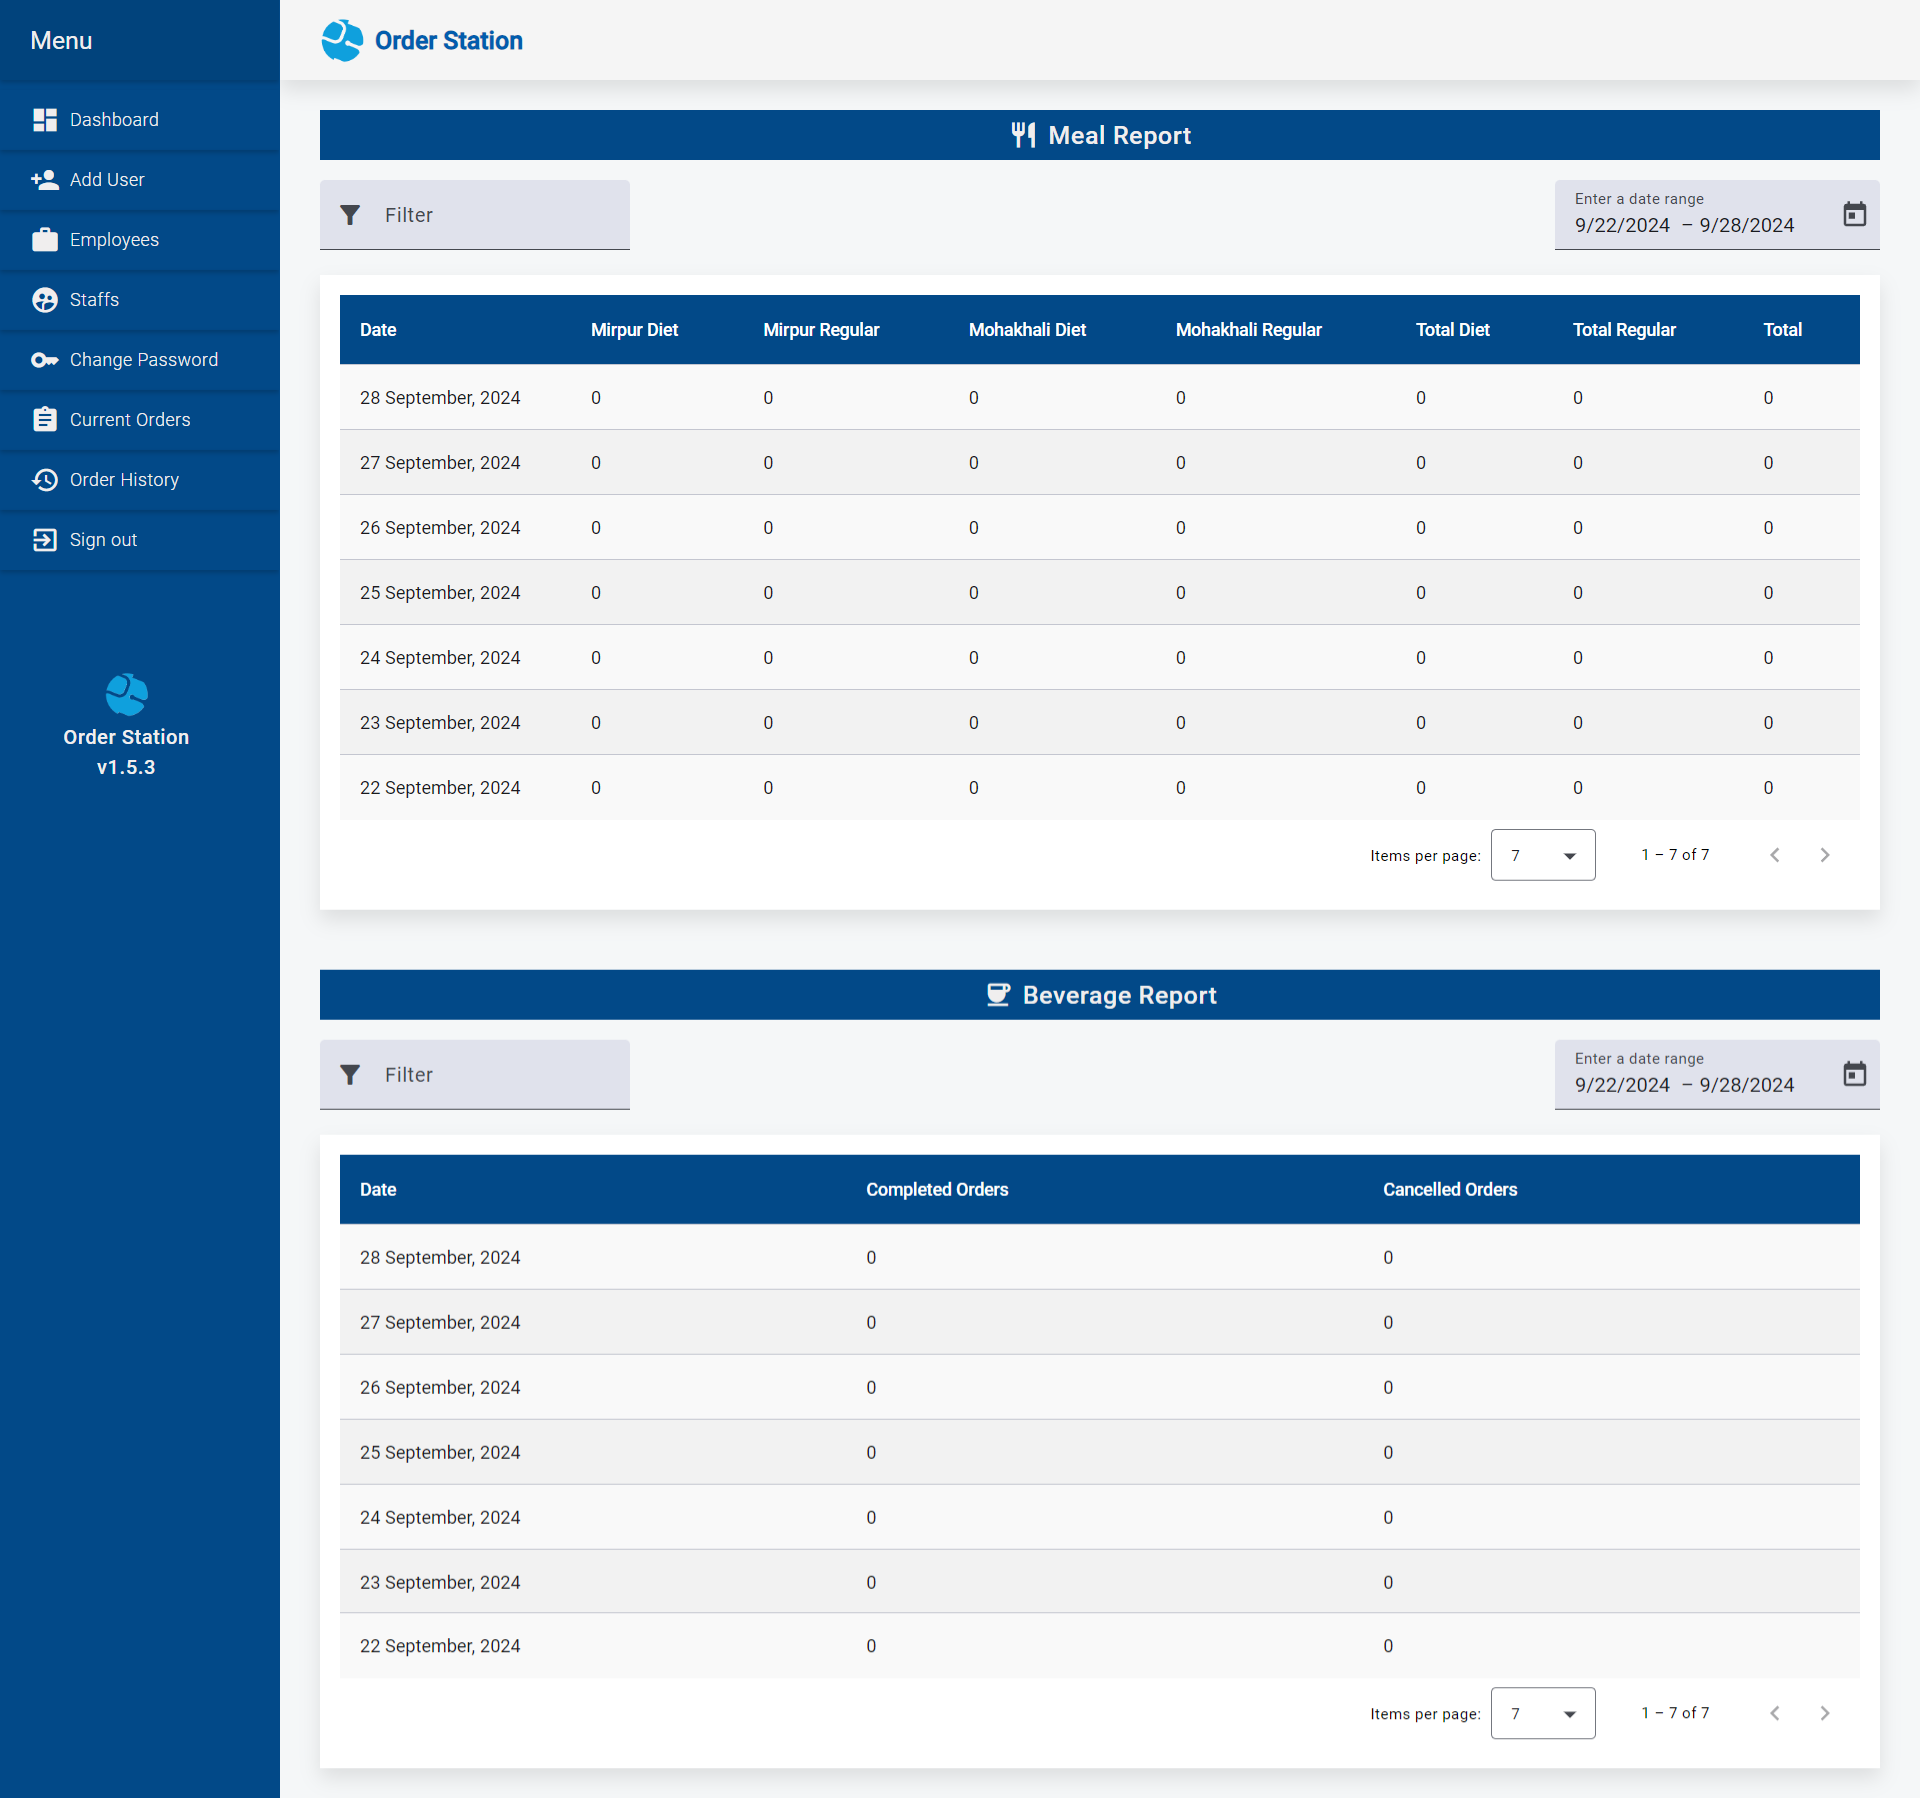 Menu
Dashboard
Add User
Employees
Staffs
Change Password
Current Orders
Order History
Sign out
Order Station
v1.5.3
Order Station
Meal Report
Filter
Enter a date range
9/22/2024 – 9/28/2024
Date Mirpur Diet Mirpur Regular Mohakhali Diet Mohakhali Regular Total Diet Total Regular Total
28 September, 2024 0 0 0 0 0 0 0
27 September, 2024 0 0 0 0 0 0 0
26 September, 2024 0 0 0 0 0 0 0
25 September, 2024 0 0 0 0 0 0 0
24 September, 2024 0 0 0 0 0 0 0
23 September, 2024 0 0 0 0 0 0 0
22 September, 2024 0 0 0 0 0 0 0
Items per page: 7 1 – 7 of 7
Beverage Report
Filter
Enter a date range
9/22/2024 – 9/28/2024
Date Completed Orders Cancelled Orders
28 September, 2024 0 0
27 September, 2024 0 0
26 September, 2024 0 0
25 September, 2024 0 0
24 September, 2024 0 0
23 September, 2024 0 0
22 September, 2024 0 0
Items per page: 7 1 – 7 of 7